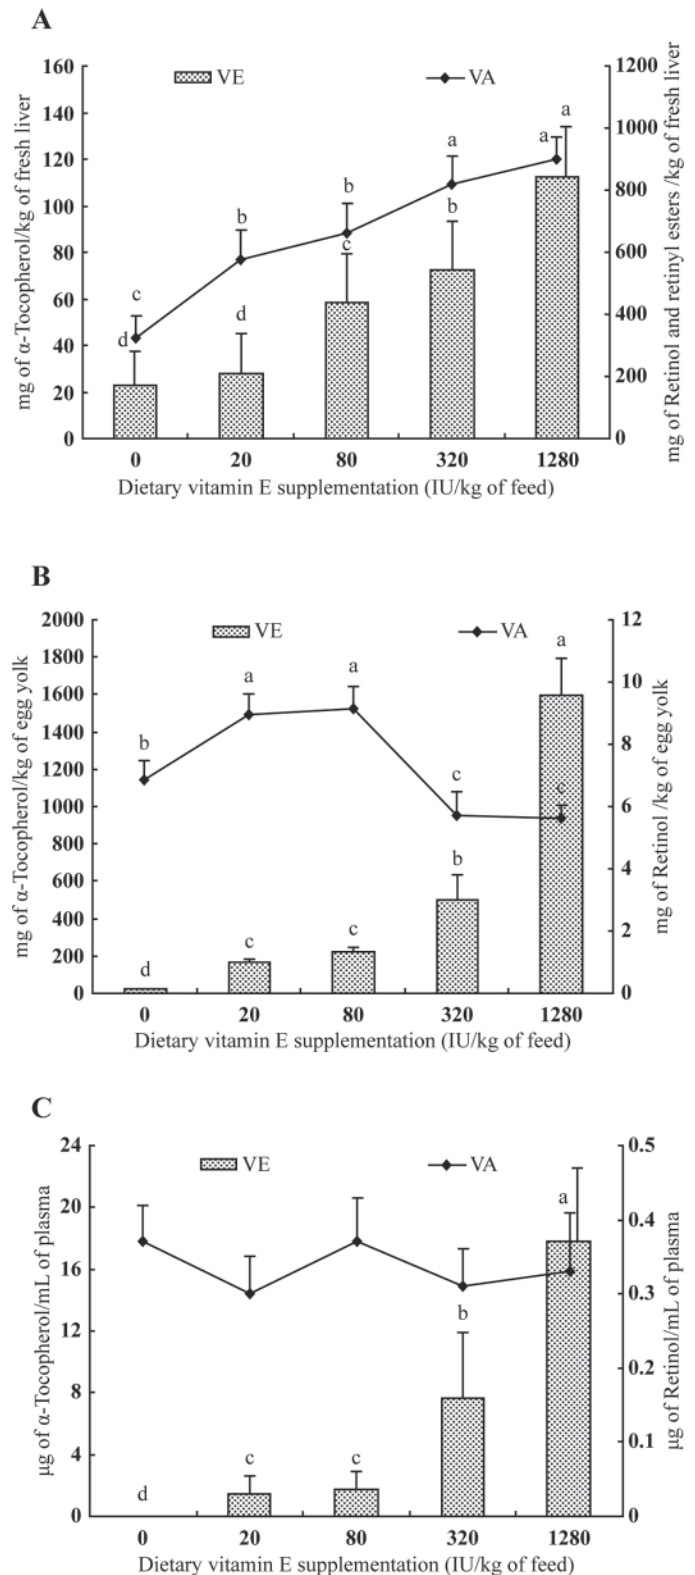 A
160 1200
VE VA
140
a
1000
120 a
a
100 b 800
b b
80 c 600
60 c
d 400
40 d
20 200
0 0
0 20 80 320 1280
mg of α-Tocopherol/kg of fresh liver
mg of Retinol and retinyl esters /kg of fresh liver
Dietary vitamin E supplementation (IU/kg of feed)
B
2000 12
VE VA
1800 a
a a 10
1600
1400 b
8
1200 c c
1000 6
800 b
600 4
400 c c
2
200 d
0 0
0 20 80 320 1280
mg of α-Tocopherol/kg of egg yolk
mg of Retinol /kg of egg yolk
Dietary vitamin E supplementation (IU/kg of feed)
C
24 0.5
VE VA
a
20 0.4
16
0.3
b
12
0.2
8
c c
4 0.1
d
0 0
0 20 80 320 1280
µg of α-Tocopherol/mL of plasma
µg of Retinol/mL of plasma
Dietary vitamin E supplementation (IU/kg of feed)